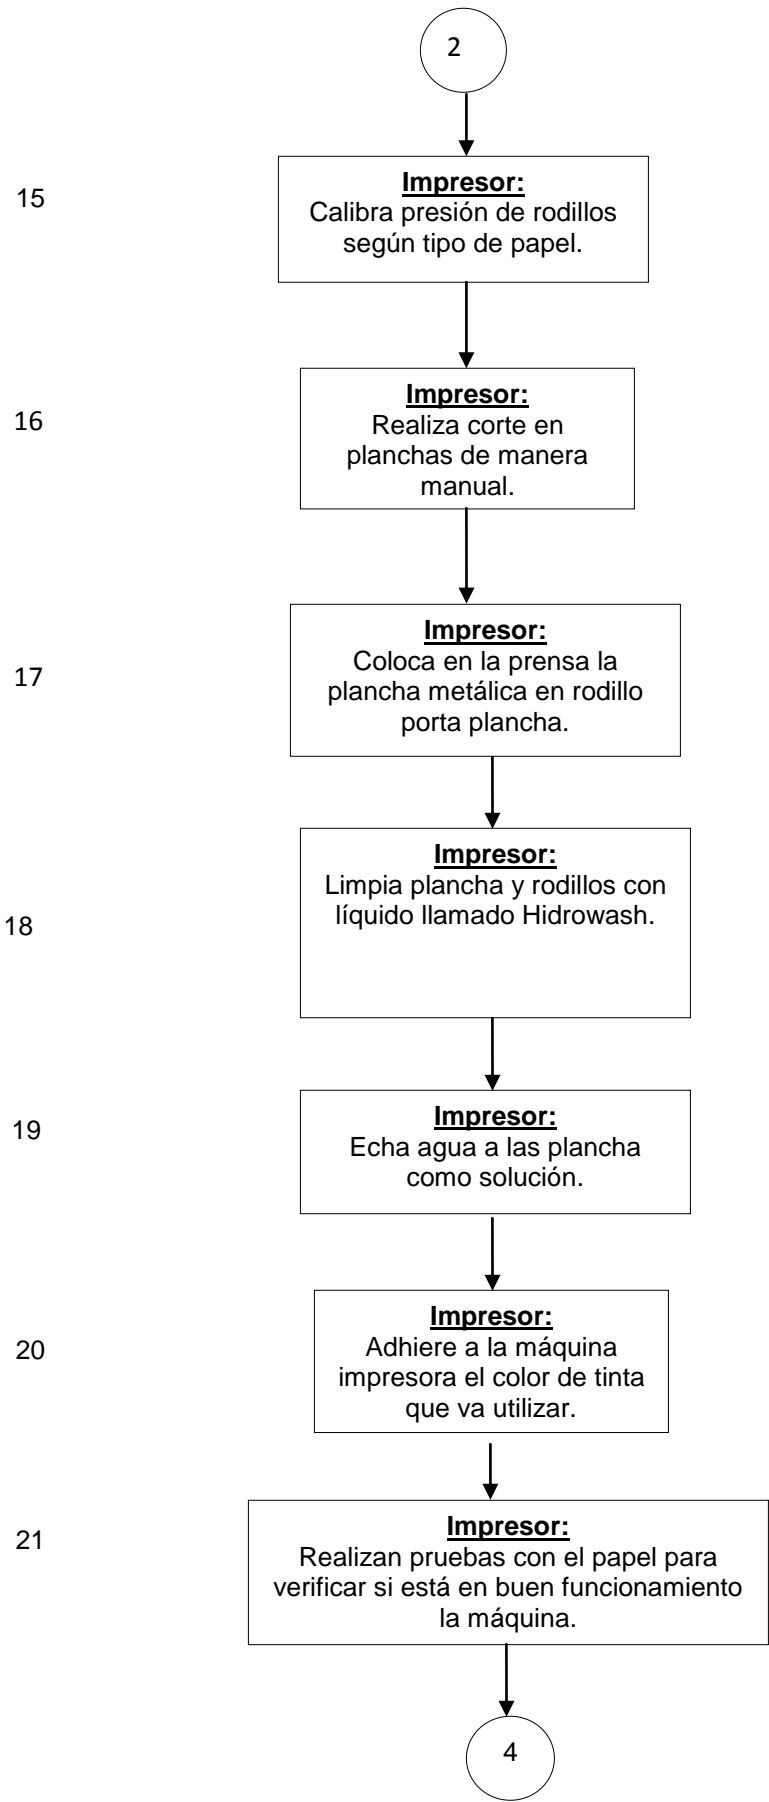 2
15
Impresor:
Calibra presión de rodillos
según tipo de papel.
16
Impresor:
Realiza corte en
planchas de manera
manual.
17
Impresor:
Coloca en la prensa la
plancha metálica en rodillo
porta plancha.
18
Impresor:
Limpia plancha y rodillos con
líquido llamado Hidrowash.
19
Impresor:
Echa agua a las plancha
como solución.
20
Impresor:
Adhiere a la máquina
impresora el color de tinta
que va utilizar.
21
Impresor:
Realizan pruebas con el papel para
verificar si está en buen funcionamiento
la máquina.
4